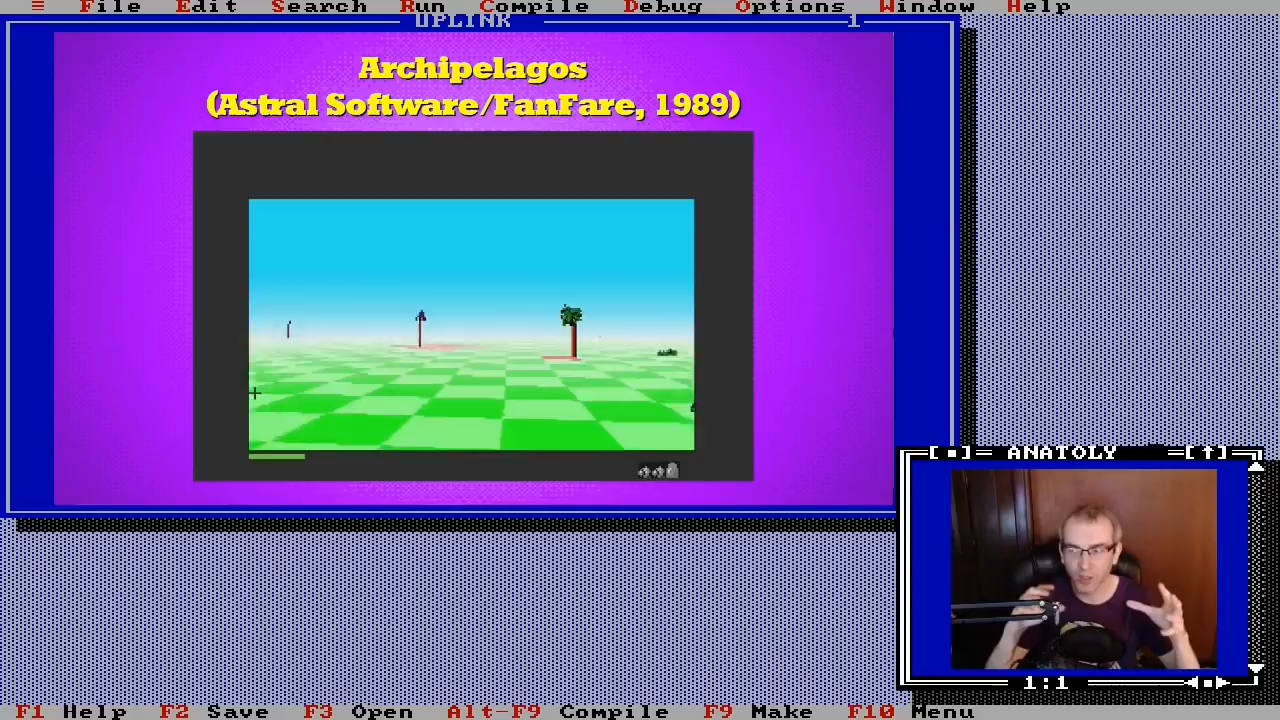 ≡ File Edit Search Run Compile Debug Options Window Help
UPLINK 1
Archipelagos
(Astral Software/FanFare, 1989)
[■] ANATOLY [↑]
1:1
F1 Help F2 Save F3 Open Alt-F9 Compile F9 Make F10 Menu